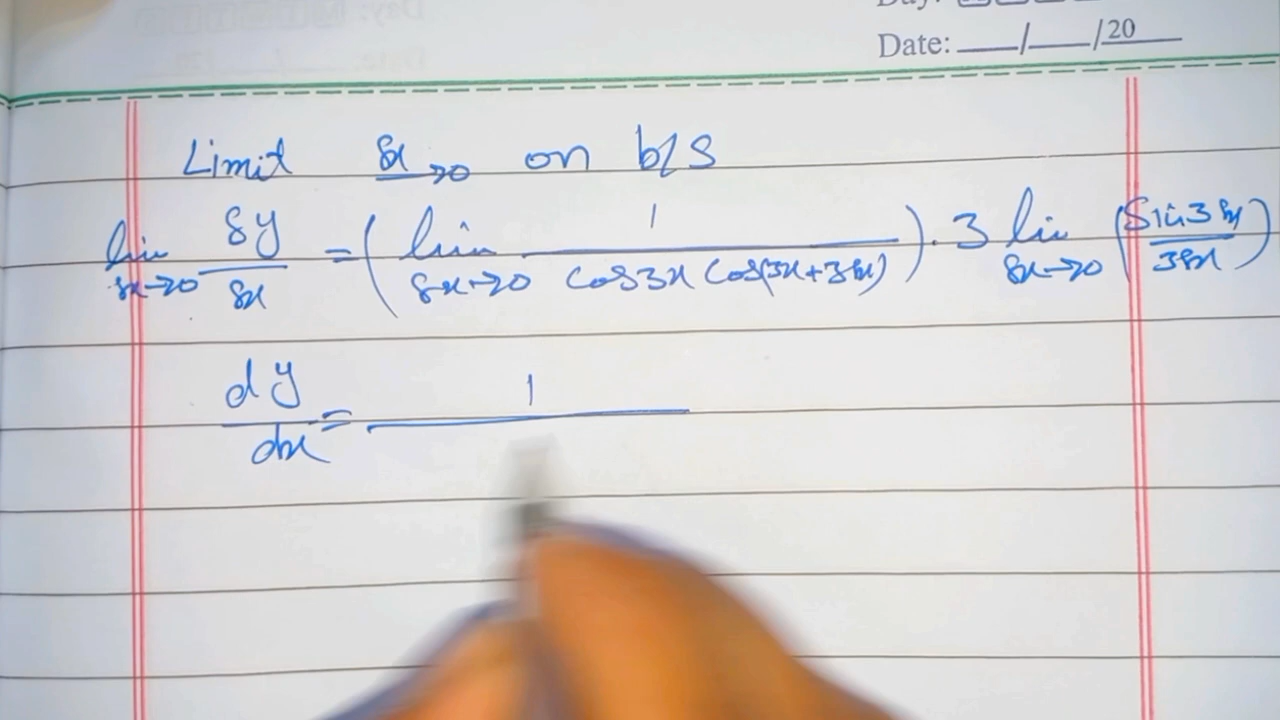 Date: ___/___/20___
Limit δx→0 on b/s
lim δx→0 δy/δx = ( lim δx→0 1/(cos3x cos(3x+3δx)) ) . 3 lim δx→0 ( sin3δx/3δx )
dy/dx = 1